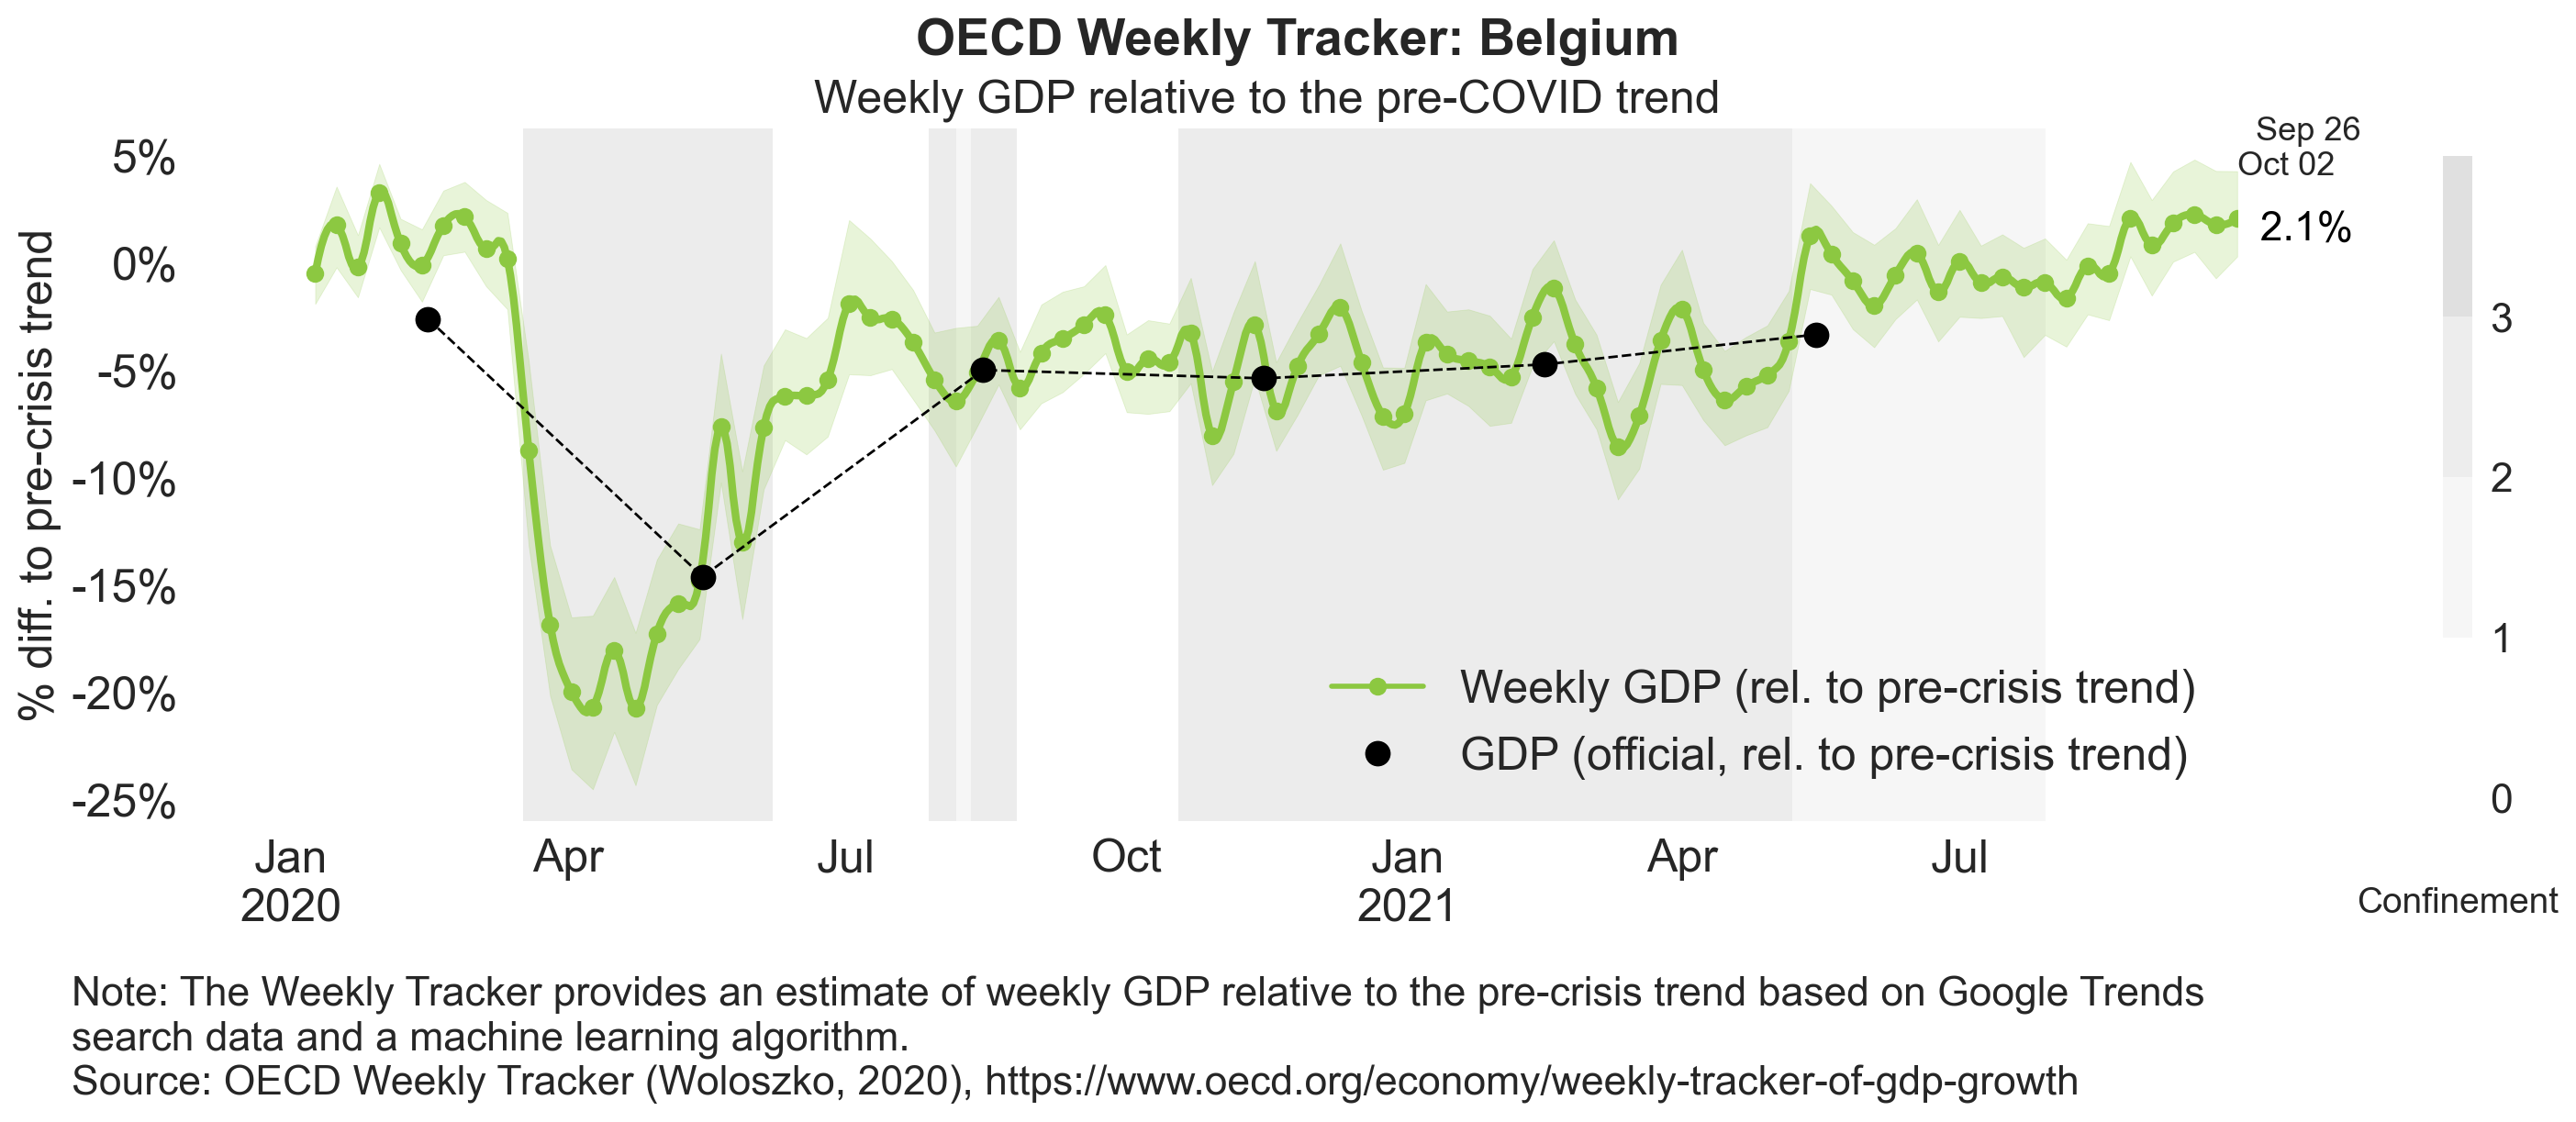 OECD Weekly Tracker: Belgium
Weekly GDP relative to the pre-COVID trend
% diff. to pre-crisis trend
5%
0%
-5%
-10%
-15%
-20%
-25%
Sep 26
Oct 02
2.1%
3
2
1
0
Weekly GDP (rel. to pre-crisis trend)
GDP (official, rel. to pre-crisis trend)
Jan Apr Jul Oct Jan Apr Jul
2020 2021
Confinement
Note: The Weekly Tracker provides an estimate of weekly GDP relative to the pre-crisis trend based on Google Trends
search data and a machine learning algorithm.
Source: OECD Weekly Tracker (Woloszko, 2020), https://www.oecd.org/economy/weekly-tracker-of-gdp-growth